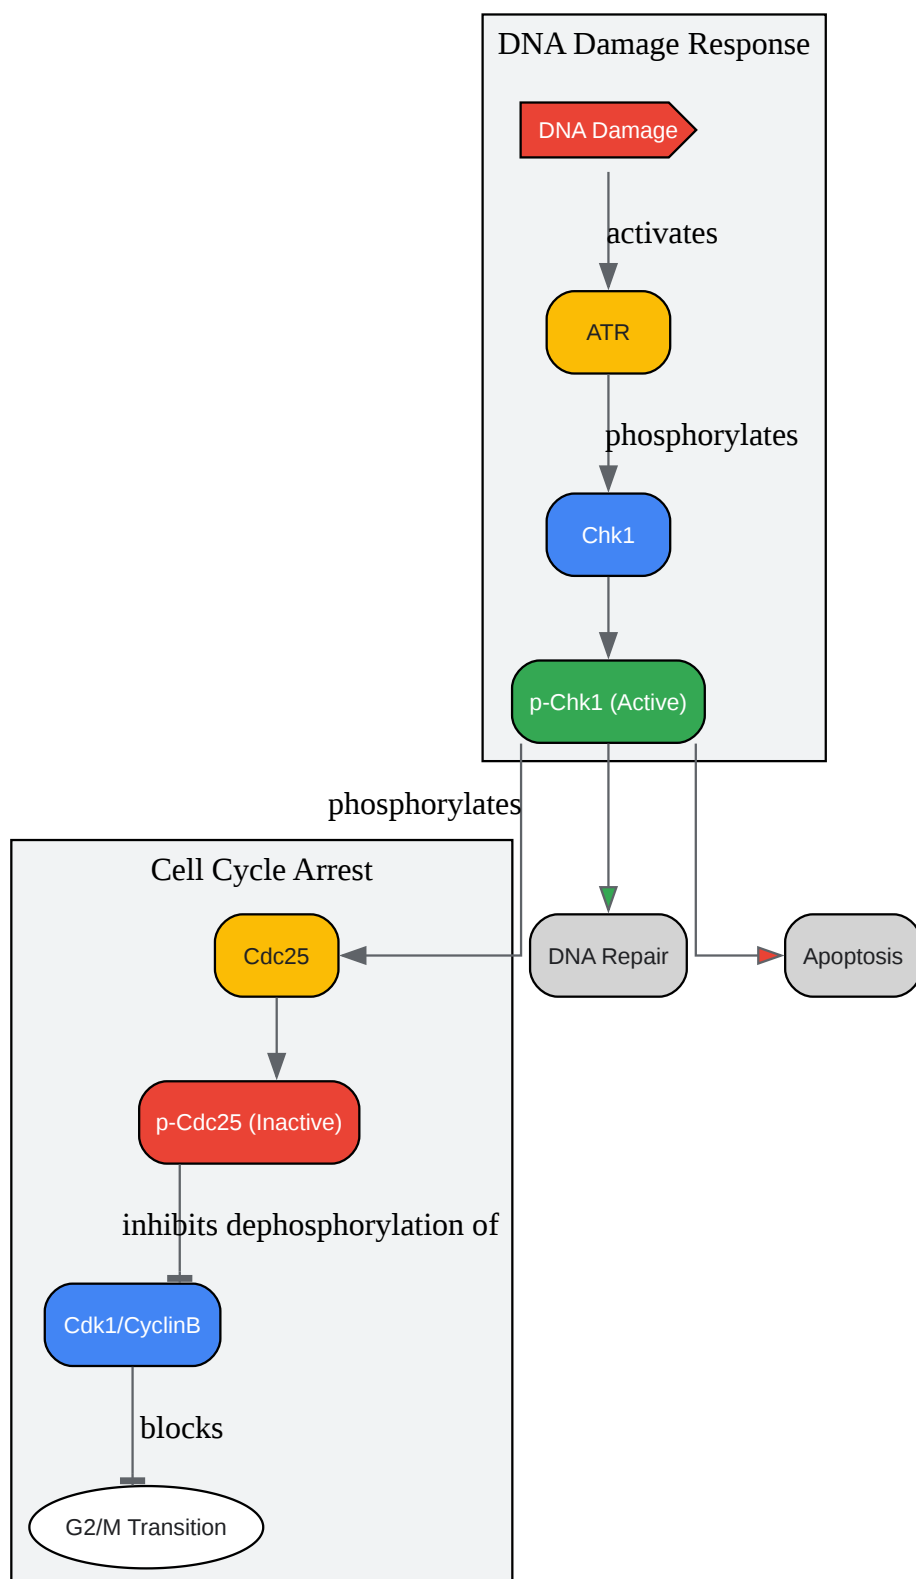 DNA Damage Response
DNA Damage
activates
ATR
phosphorylates
Chk1
p-Chk1 (Active)
phosphorylates
Cell Cycle Arrest
Cdc25
DNA Repair
Apoptosis
p-Cdc25 (Inactive)
inhibits dephosphorylation of
Cdk1/CyclinB
blocks
G2/M Transition